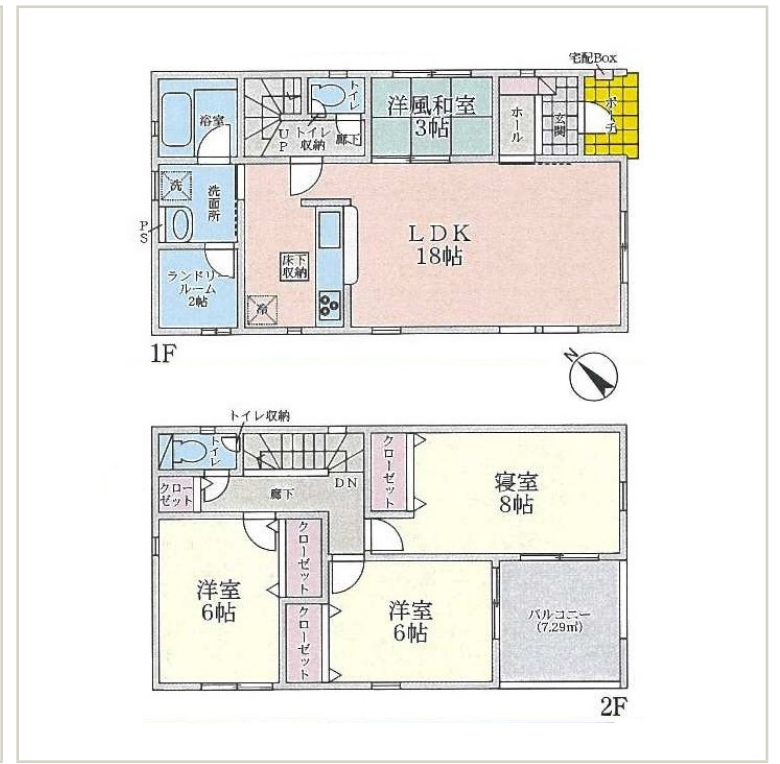 宅配Box
浴室
UP
トイレ
トイレ
収納
廊下
洋風和室
3帖
ホール
玄関
ポーチ
洗
洗面所
PS
LDK
18帖
床下
収納
ランドリー
ルーム
2帖
冷
1F
N
トイレ収納
トイレ
クロー
ゼット
廊下
DN
クローゼット
寝室
8帖
洋室
6帖
クローゼット
クローゼット
洋室
6帖
バルコニー
(7.29㎡)
2F